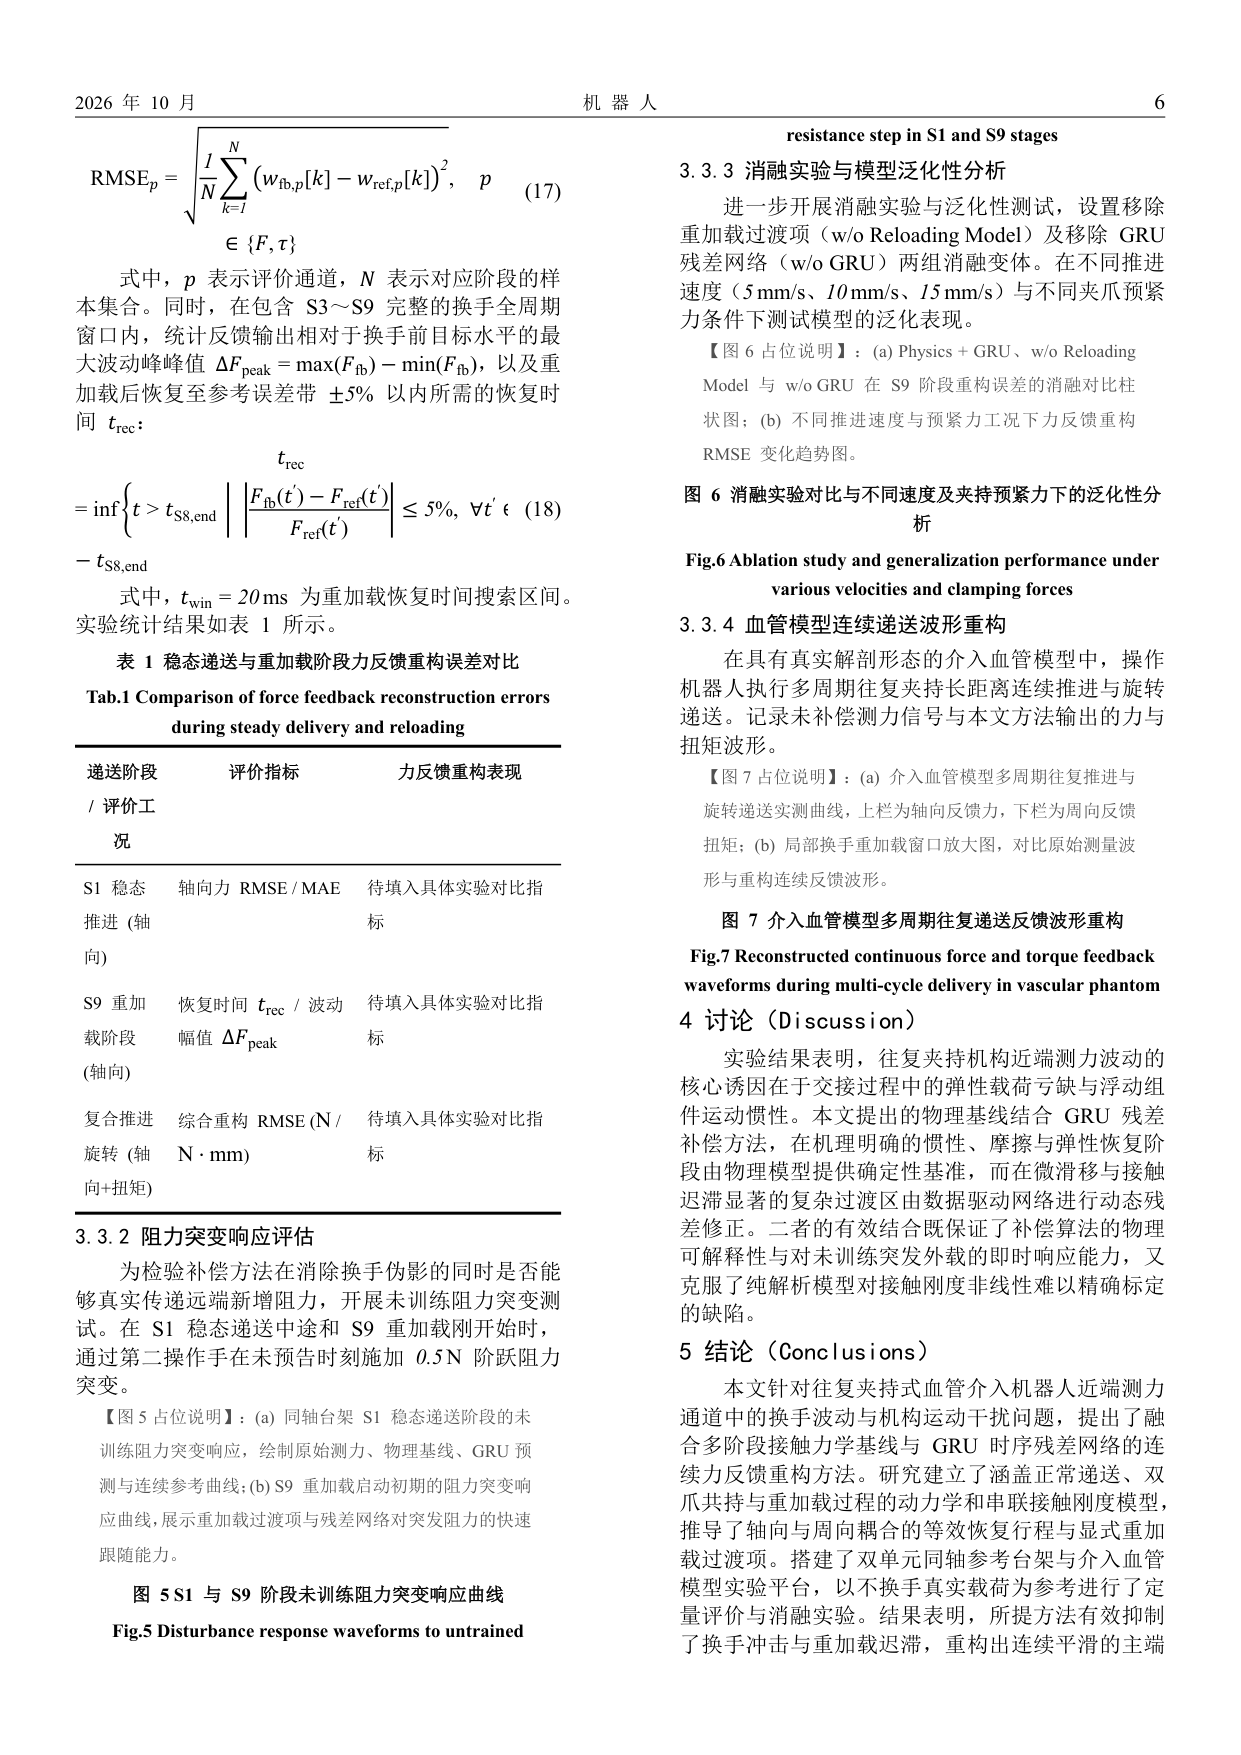 2026 年 10 月 机 器 人 6
RMSE_p = √(1/N ∑_{k=1}^{N} (w_{fb,p}[k] − w_{ref,p}[k])^2), p (17)
∈ {F, τ}
式中，p 表示评价通道，N 表示对应阶段的样
本集合。同时，在包含 S3～S9 完整的换手全周期
窗口内，统计反馈输出相对于换手前目标水平的最
大波动峰峰值 ΔF_peak = max(F_fb) − min(F_fb)，以及重
加载后恢复至参考误差带 ±5% 以内所需的恢复时
间 t_rec：
t_rec
= inf{t > t_{S8,end} | |(F_fb(t′) − F_ref(t′))/F_ref(t′)| ≤ 5%, ∀t′ ∈ (18)
− t_{S8,end}
式中，t_win = 20 ms 为重加载恢复时间搜索区间。
实验统计结果如表 1 所示。
表 1 稳态递送与重加载阶段力反馈重构误差对比
Tab.1 Comparison of force feedback reconstruction errors
during steady delivery and reloading
递送阶段 评价指标 力反馈重构表现
/ 评价工
况
S1 稳态 轴向力 RMSE / MAE 待填入具体实验对比指
推进 (轴 标
向)
S9 重加 恢复时间 t_rec / 波动 待填入具体实验对比指
载阶段 幅值 ΔF_peak 标
(轴向)
复合推进 综合重构 RMSE (N / 待填入具体实验对比指
旋转 (轴 N · mm) 标
向+扭矩)
3.3.2 阻力突变响应评估
为检验补偿方法在消除换手伪影的同时是否能
够真实传递远端新增阻力，开展未训练阻力突变测
试。在 S1 稳态递送中途和 S9 重加载刚开始时，
通过第二操作手在未预告时刻施加 0.5 N 阶跃阻力
突变。
【图 5 占位说明】：(a) 同轴台架 S1 稳态递送阶段的未
训练阻力突变响应，绘制原始测力、物理基线、GRU 预
测与连续参考曲线；(b) S9 重加载启动初期的阻力突变响
应曲线，展示重加载过渡项与残差网络对突发阻力的快速
跟随能力。
图 5 S1 与 S9 阶段未训练阻力突变响应曲线
Fig.5 Disturbance response waveforms to untrained
resistance step in S1 and S9 stages
3.3.3 消融实验与模型泛化性分析
进一步开展消融实验与泛化性测试，设置移除
重加载过渡项（w/o Reloading Model）及移除 GRU
残差网络（w/o GRU）两组消融变体。在不同推进
速度（5 mm/s、10 mm/s、15 mm/s）与不同夹爪预紧
力条件下测试模型的泛化表现。
【图 6 占位说明】：(a) Physics + GRU、w/o Reloading
Model 与 w/o GRU 在 S9 阶段重构误差的消融对比柱
状图；(b) 不同推进速度与预紧力工况下力反馈重构
RMSE 变化趋势图。
图 6 消融实验对比与不同速度及夹持预紧力下的泛化性分
析
Fig.6 Ablation study and generalization performance under
various velocities and clamping forces
3.3.4 血管模型连续递送波形重构
在具有真实解剖形态的介入血管模型中，操作
机器人执行多周期往复夹持长距离连续推进与旋转
递送。记录未补偿测力信号与本文方法输出的力与
扭矩波形。
【图 7 占位说明】：(a) 介入血管模型多周期往复推进与
旋转递送实测曲线，上栏为轴向反馈力，下栏为周向反馈
扭矩；(b) 局部换手重加载窗口放大图，对比原始测量波
形与重构连续反馈波形。
图 7 介入血管模型多周期往复递送反馈波形重构
Fig.7 Reconstructed continuous force and torque feedback
waveforms during multi-cycle delivery in vascular phantom
4 讨论（Discussion）
实验结果表明，往复夹持机构近端测力波动的
核心诱因在于交接过程中的弹性载荷亏缺与浮动组
件运动惯性。本文提出的物理基线结合 GRU 残差
补偿方法，在机理明确的惯性、摩擦与弹性恢复阶
段由物理模型提供确定性基准，而在微滑移与接触
迟滞显著的复杂过渡区由数据驱动网络进行动态残
差修正。二者的有效结合既保证了补偿算法的物理
可解释性与对未训练突发外载的即时响应能力，又
克服了纯解析模型对接触刚度非线性难以精确标定
的缺陷。
5 结论（Conclusions）
本文针对往复夹持式血管介入机器人近端测力
通道中的换手波动与机构运动干扰问题，提出了融
合多阶段接触力学基线与 GRU 时序残差网络的连
续力反馈重构方法。研究建立了涵盖正常递送、双
爪共持与重加载过程的动力学和串联接触刚度模型，
推导了轴向与周向耦合的等效恢复行程与显式重加
载过渡项。搭建了双单元同轴参考台架与介入血管
模型实验平台，以不换手真实载荷为参考进行了定
量评价与消融实验。结果表明，所提方法有效抑制
了换手冲击与重加载迟滞，重构出连续平滑的主端